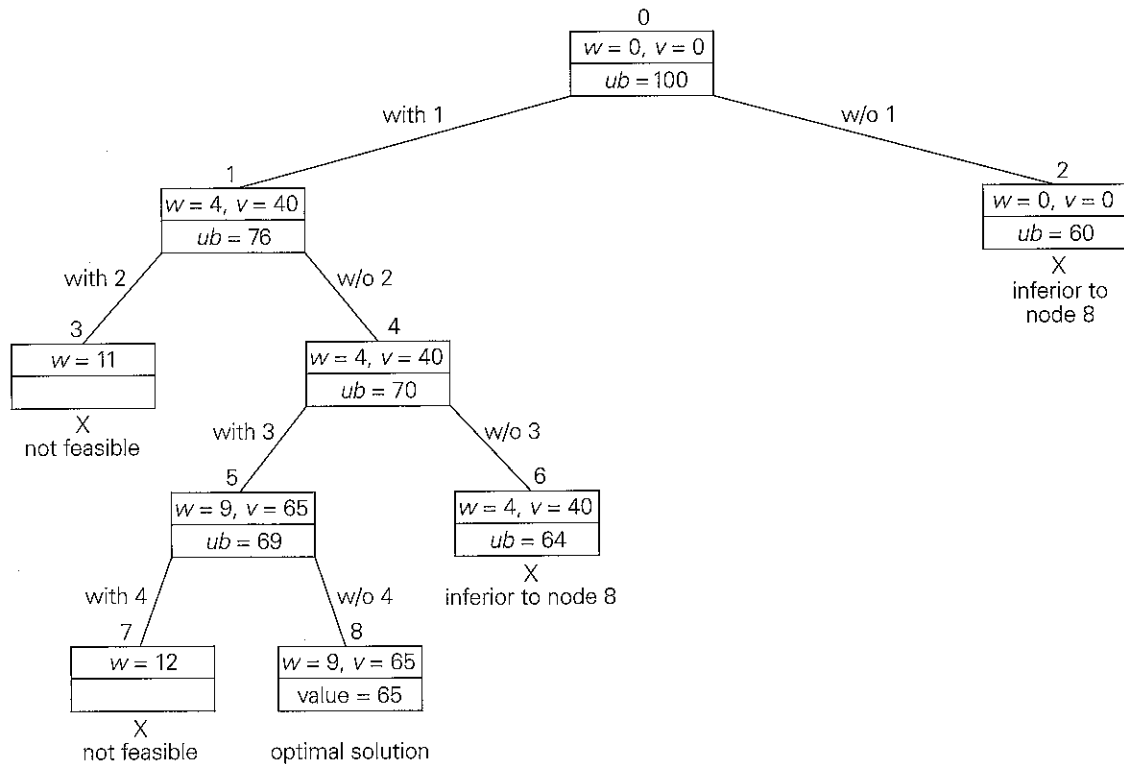 0
w = 0, v = 0
ub = 100
with 1
w/o 1
1
2
w = 4, v = 40
w = 0, v = 0
ub = 76
ub = 60
X
inferior to
node 8
with 2
w/o 2
3
4
w = 11
w = 4, v = 40
ub = 70
X
not feasible
with 3
w/o 3
5
6
w = 9, v = 65
w = 4, v = 40
ub = 69
ub = 64
X
inferior to node 8
with 4
w/o 4
7
8
w = 12
w = 9, v = 65
value = 65
X
not feasible
optimal solution